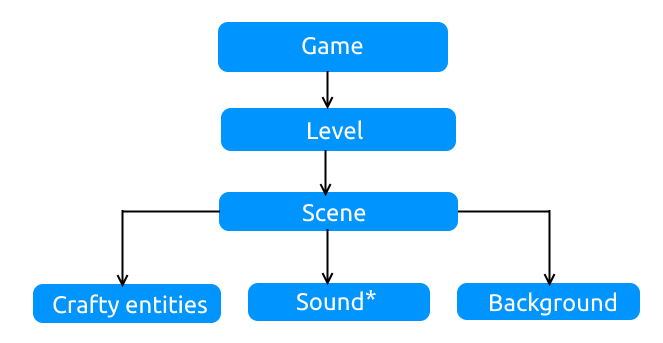 Game
Level
Scene
Crafty entities
Sound*
Background